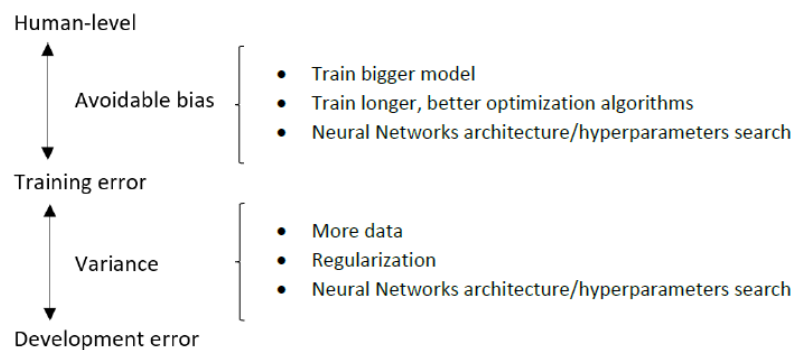 Human-level
Avoidable bias
• Train bigger model
• Train longer, better optimization algorithms
• Neural Networks architecture/hyperparameters search
Training error
Variance
• More data
• Regularization
• Neural Networks architecture/hyperparameters search
Development error